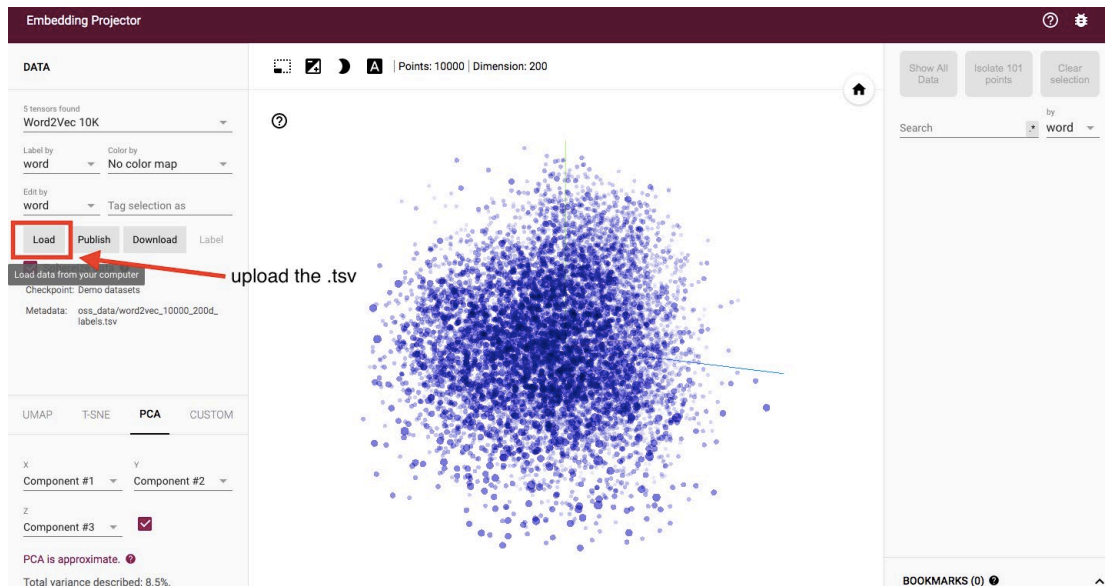 Embedding Projector
DATA
Points: 10000 | Dimension: 200
A
5 tensors found
Word2Vec 10K
Label by
Color by
word
No color map
Edit by
word
Tag selection as
Load
Publish
Download
Label
Load data from your computer
upload the .tsv
Checkpoint: Demo datasets
Metadata: oss_data/word2vec_10000_200d_
labels.tsv
UMAP
T-SNE
PCA
CUSTOM
X
Y
Component #1
Component #2
Z
Component #3
PCA is approximate.
Total variance described: 8.5%.
Show All
Data
Isolate 101
points
Clear
selection
Search
.*
by
word
BOOKMARKS (0)